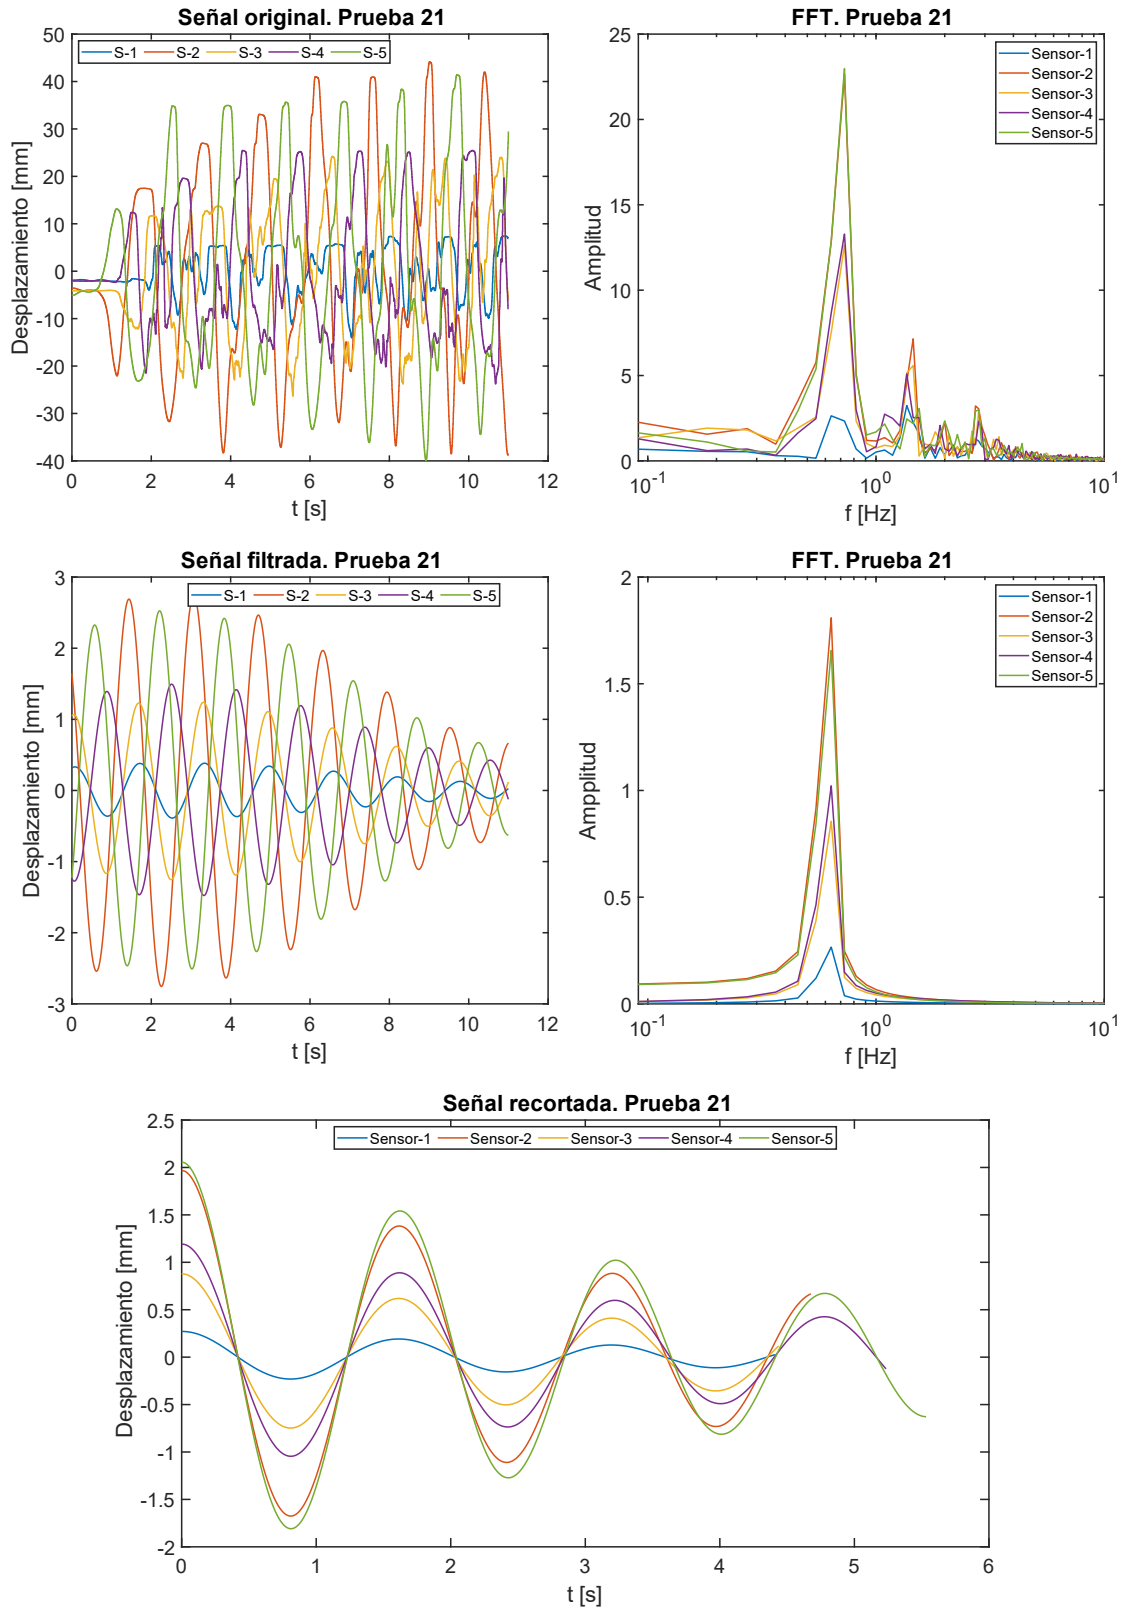 Señal original. Prueba 21
S-1 S-2 S-3 S-4 S-5
50
40
30
20
10
0
-10
-20
-30
-40
Desplazamiento [mm]
0 2 4 6 8 10 12
t [s]
FFT. Prueba 21
Sensor-1
Sensor-2
Sensor-3
Sensor-4
Sensor-5
25
20
15
10
5
0
Amplitud
10^-1 10^0 10^1
f [Hz]
Señal filtrada. Prueba 21
S-1 S-2 S-3 S-4 S-5
3
2
1
0
-1
-2
-3
Desplazamiento [mm]
0 2 4 6 8 10 12
t [s]
FFT. Prueba 21
Sensor-1
Sensor-2
Sensor-3
Sensor-4
Sensor-5
2
1.5
1
0.5
0
Ampplitud
10^-1 10^0 10^1
f [Hz]
Señal recortada. Prueba 21
Sensor-1 Sensor-2 Sensor-3 Sensor-4 Sensor-5
2.5
2
1.5
1
0.5
0
-0.5
-1
-1.5
-2
Desplazamiento [mm]
0 1 2 3 4 5 6
t [s]